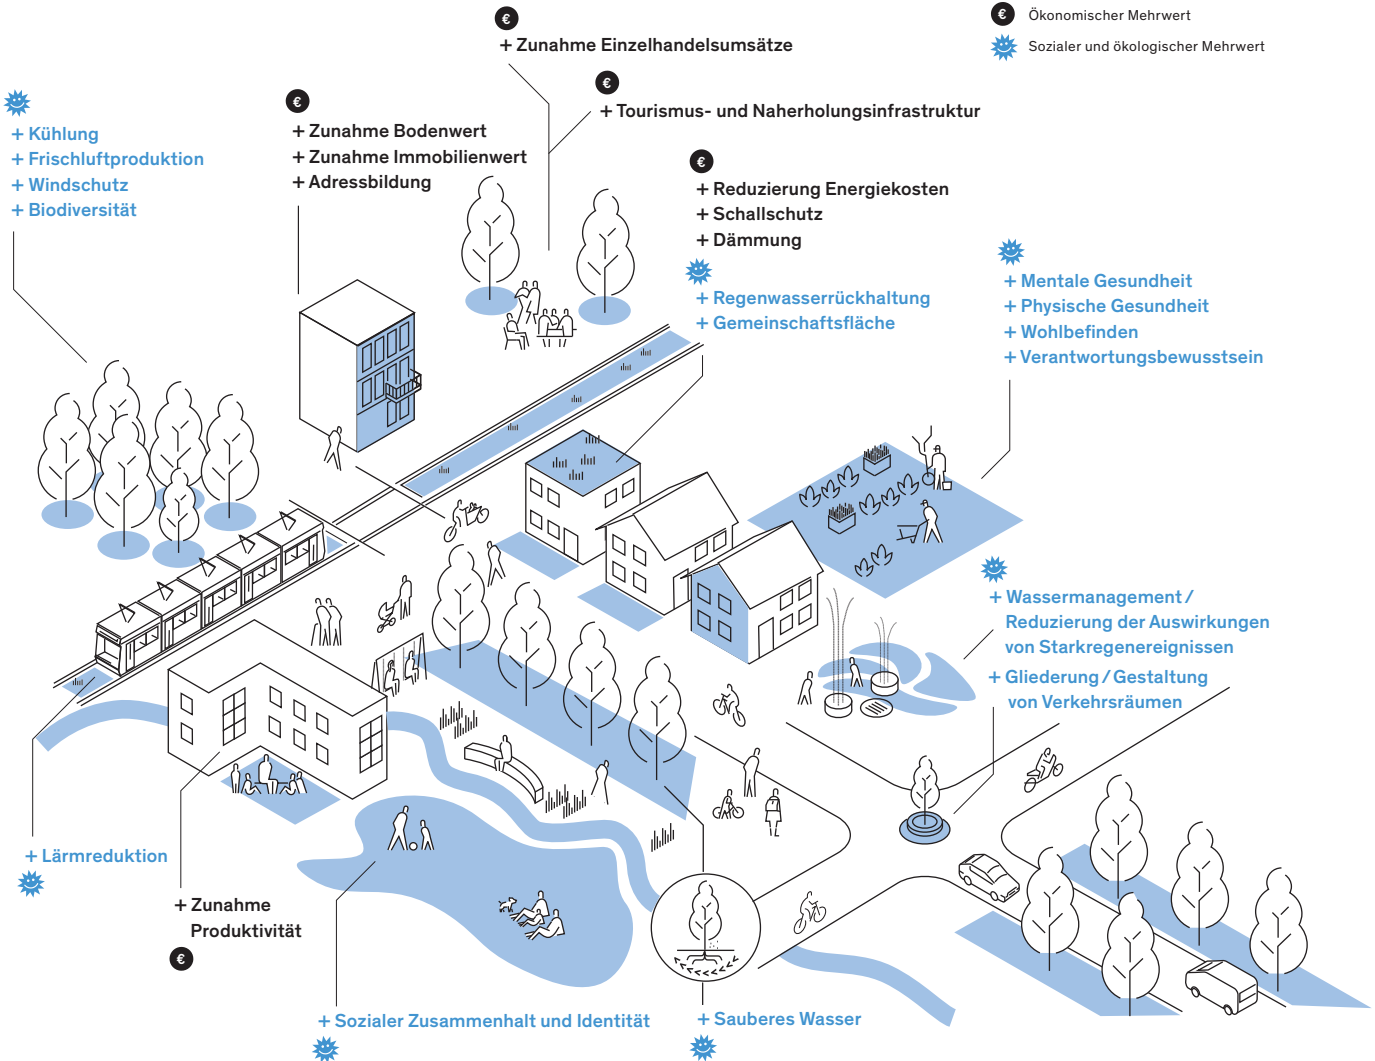 € Ökonomischer Mehrwert
Sozialer und ökologischer Mehrwert
€
+ Zunahme Einzelhandelsumsätze
€
+ Tourismus- und Naherholungsinfrastruktur
+ Kühlung
+ Frischluftproduktion
+ Windschutz
+ Biodiversität
€
+ Zunahme Bodenwert
+ Zunahme Immobilienwert
+ Adressbildung
€
+ Reduzierung Energiekosten
+ Schallschutz
+ Dämmung
+ Regenwasserrückhaltung
+ Gemeinschaftsfläche
+ Mentale Gesundheit
+ Physische Gesundheit
+ Wohlbefinden
+ Verantwortungsbewusstsein
+ Wassermanagement /
Reduzierung der Auswirkungen
von Starkregenereignissen
+ Gliederung / Gestaltung
von Verkehrsräumen
+ Lärmreduktion
+ Zunahme
Produktivität
€
+ Sozialer Zusammenhalt und Identität
+ Sauberes Wasser